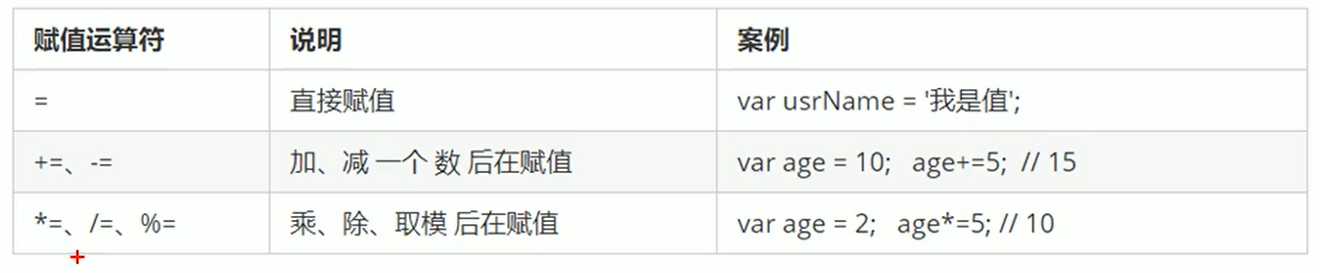 赋值运算符 说明 案例
= 直接赋值 var usrName = '我是值';
+=、-= 加、减 一个 数 后在赋值 var age = 10; age+=5; // 15
*=、/=、%= 乘、除、取模 后在赋值 var age = 2; age*=5; // 10